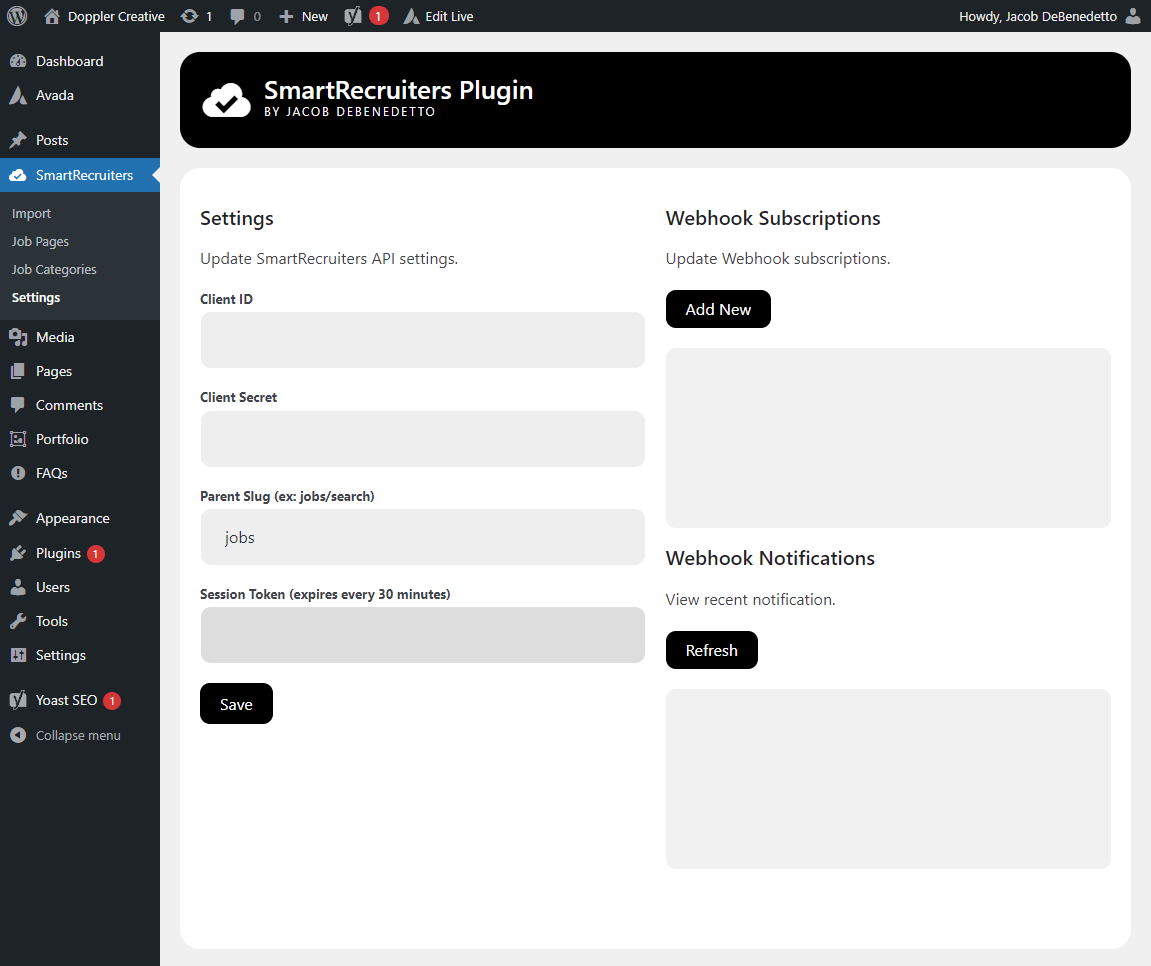 Doppler Creative 1 0 New 1 Edit Live Howdy, Jacob DeBenedetto
Dashboard
Avada
Posts
SmartRecruiters
Import
Job Pages
Job Categories
Settings
Media
Pages
Comments
Portfolio
FAQs
Appearance
Plugins 1
Users
Tools
Settings
Yoast SEO 1
Collapse menu
SmartRecruiters Plugin
BY JACOB DEBENEDETTO
Settings
Update SmartRecruiters API settings.
Client ID
Client Secret
Parent Slug (ex: jobs/search)
jobs
Session Token (expires every 30 minutes)
Save
Webhook Subscriptions
Update Webhook subscriptions.
Add New
Webhook Notifications
View recent notification.
Refresh